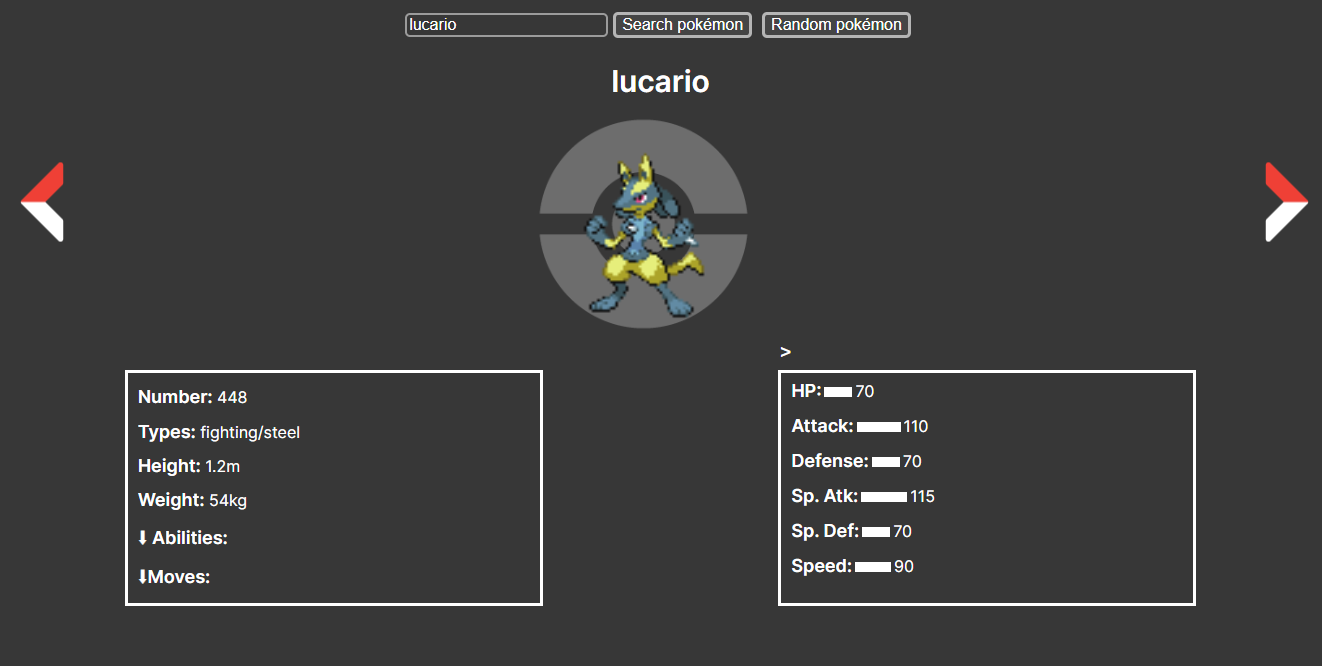 lucario Search pokémon Random pokémon
lucario
>
Number: 448
Types: fighting/steel
Height: 1.2m
Weight: 54kg
⬇ Abilities:
⬇Moves:
HP: 70
Attack: 110
Defense: 70
Sp. Atk: 115
Sp. Def: 70
Speed: 90